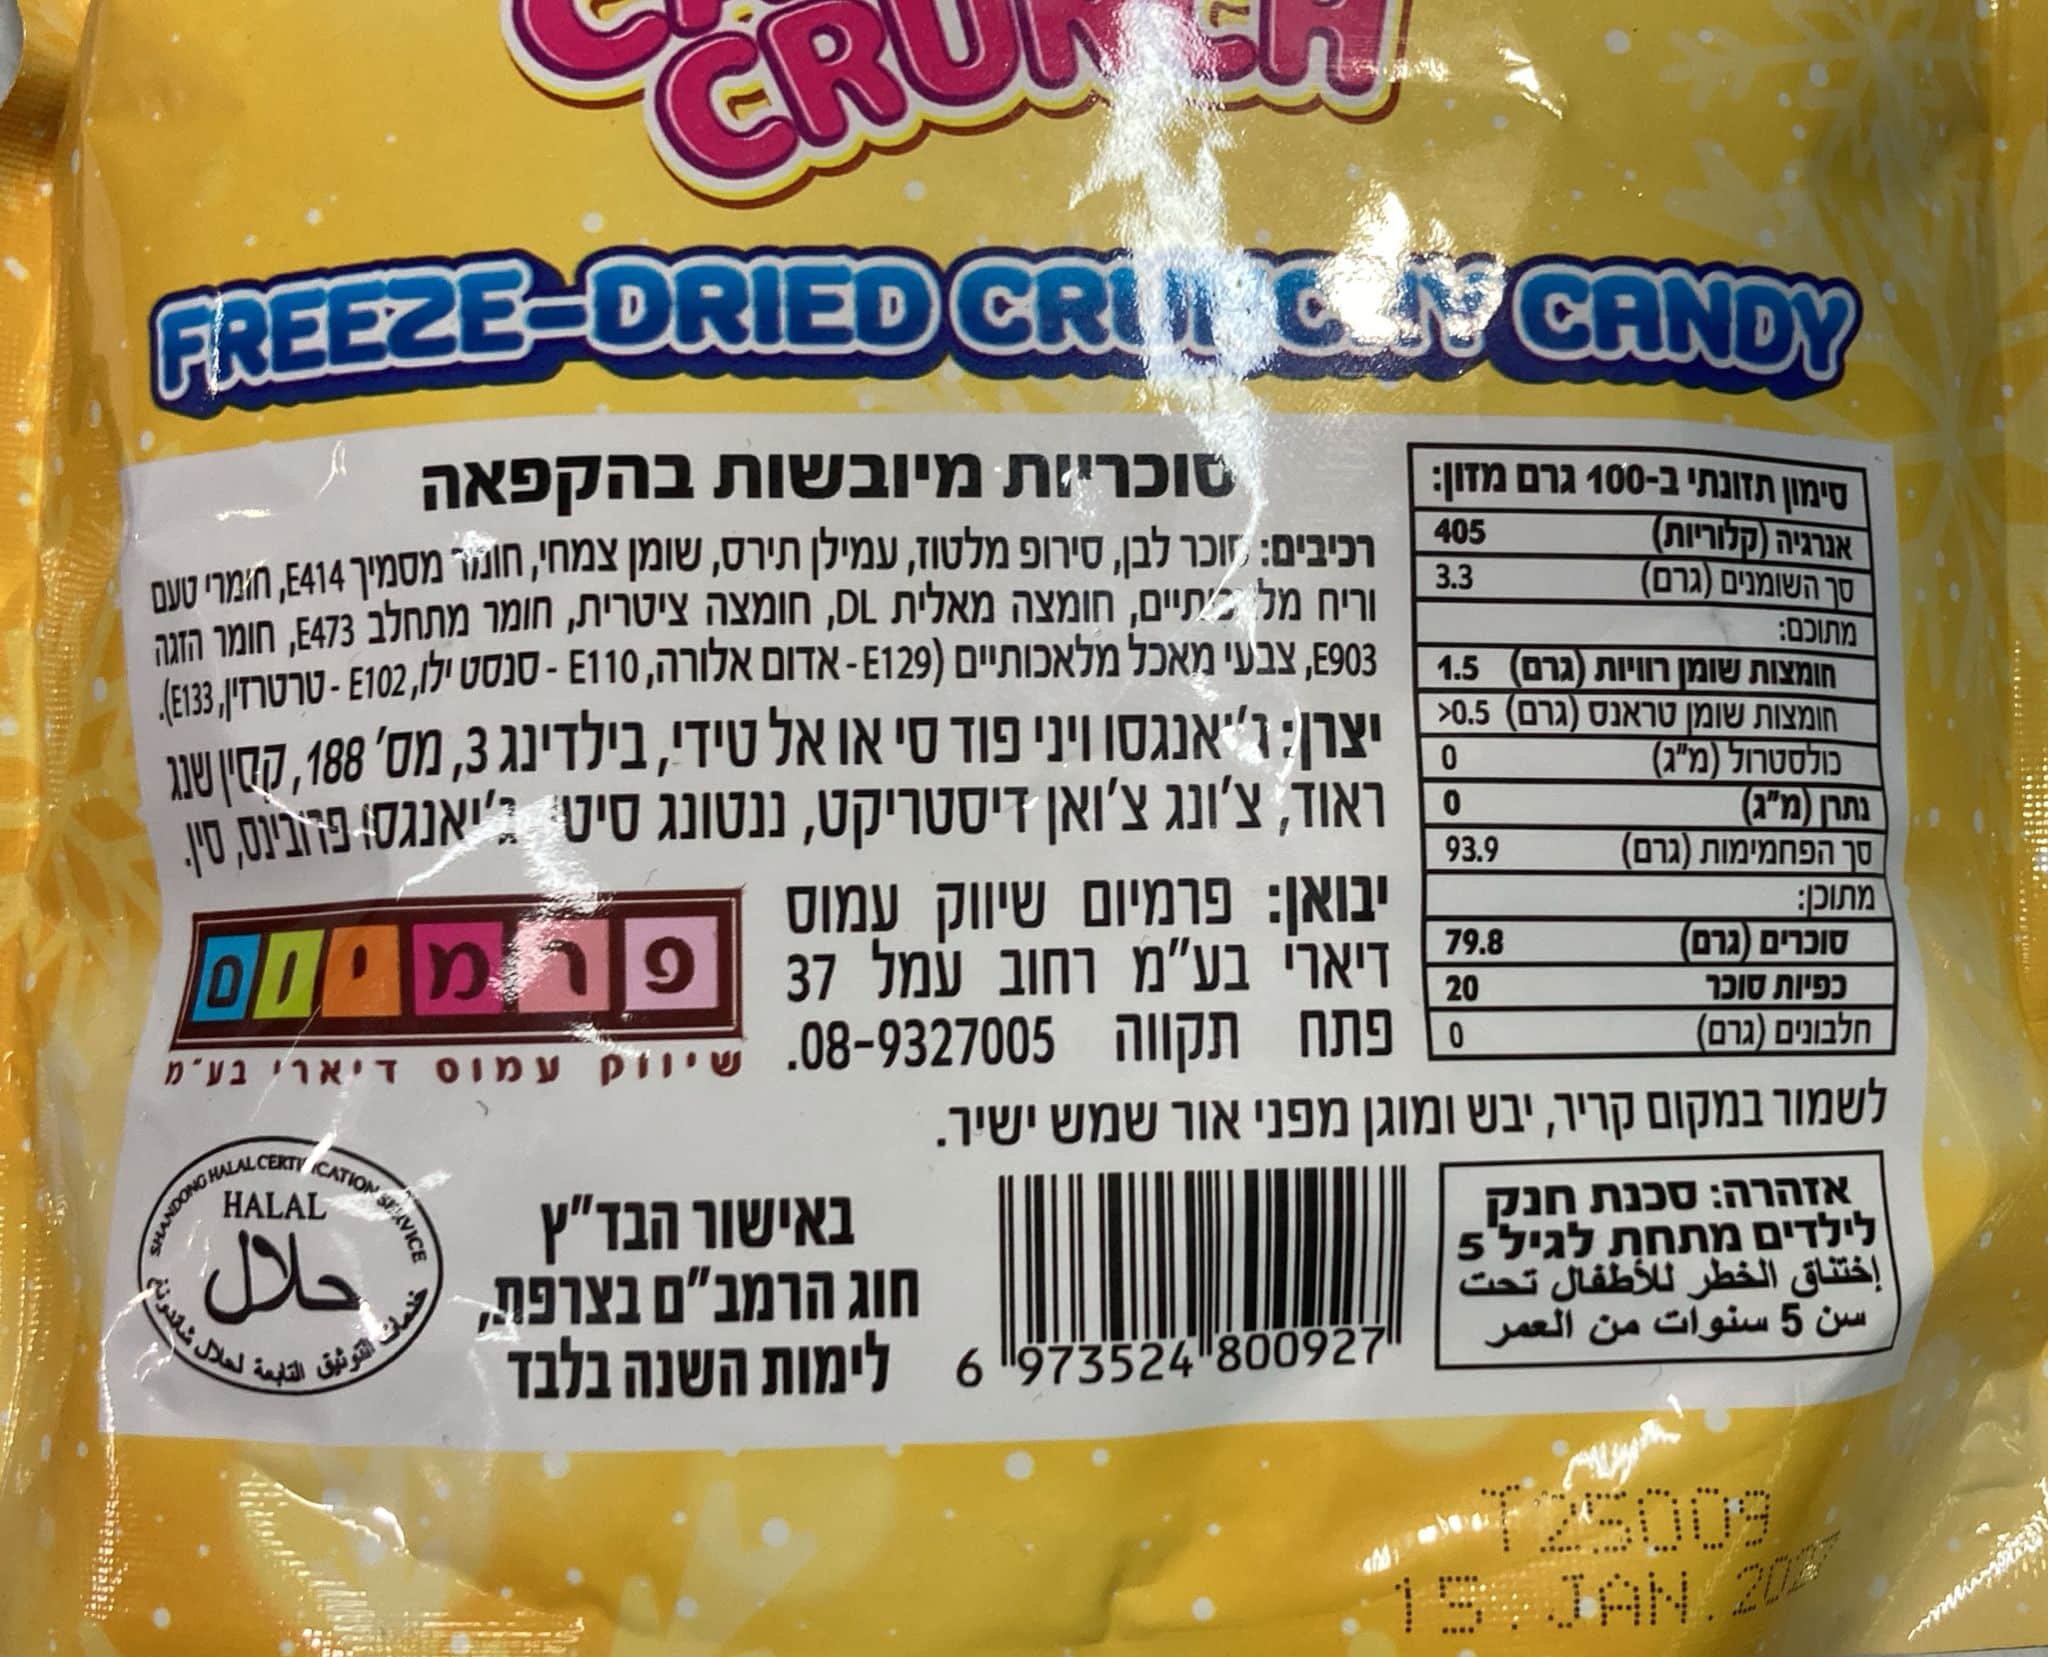 CRUNCH
FREEZE-DRIED CRUNCHY CANDY
סוכריות מיובשות בהקפאה
רכיבים: סוכר לבן, סירופ מלטוז, עמילן תירס, שומן צמחי, חומר מסמיך E414, חומרי טעם
וריח מלאכותיים, חומצה מאלית DL, חומצה ציטרית, חומר מתחלב E473, חומר הזגה
E903, צבעי מאכל מלאכותיים (E129 - אדום אלורה, E110 - סנסט ילו, E102 - טרטרזין, E133).
יצרן: ג'יאנגסו ויני פוד סי או אל טידי, בילדינג 3, מס' 188, קסין שנג
ראוד, צ'ונג צ'ואן דיסטריקט, ננטונג סיטי ג'יאנגסו פרובינס, סין.
יבואן: פרמיום שיווק עמוס
דיארי בע"מ רחוב עמל 37
פתח תקווה 08-9327005.
פרמיום
שיווק עמוס דיארי בע"מ
סימון תזונתי ב-100 גרם מזון:
אנרגיה (קלוריות) 405
סך השומנים (גרם) 3.3
מתוכם:
חומצות שומן רוויות (גרם) 1.5
חומצות שומן טראנס (גרם) >0.5
כולסטרול (מ"ג) 0
נתרן (מ"ג) 0
סך הפחמימות (גרם) 93.9
מתוכן:
סוכרים (גרם) 79.8
כפיות סוכר 20
חלבונים (גרם) 0
לשמור במקום קריר, יבש ומוגן מפני אור שמש ישיר.
אזהרה: סכנת חנק
לילדים מתחת לגיל 5
إختناق الخطر للأطفال تحت
سن 5 سنوات من العمر
6 973524 800927
באישור הבד"ץ
חוג הרמב"ם בצרפת,
לימות השנה בלבד
SHANDONG HALAL CERTIFICATION SERVICE
HALAL
حلال
خدمات التوثيق التابعة لحلال شاندونغ
T25009
15. JAN.